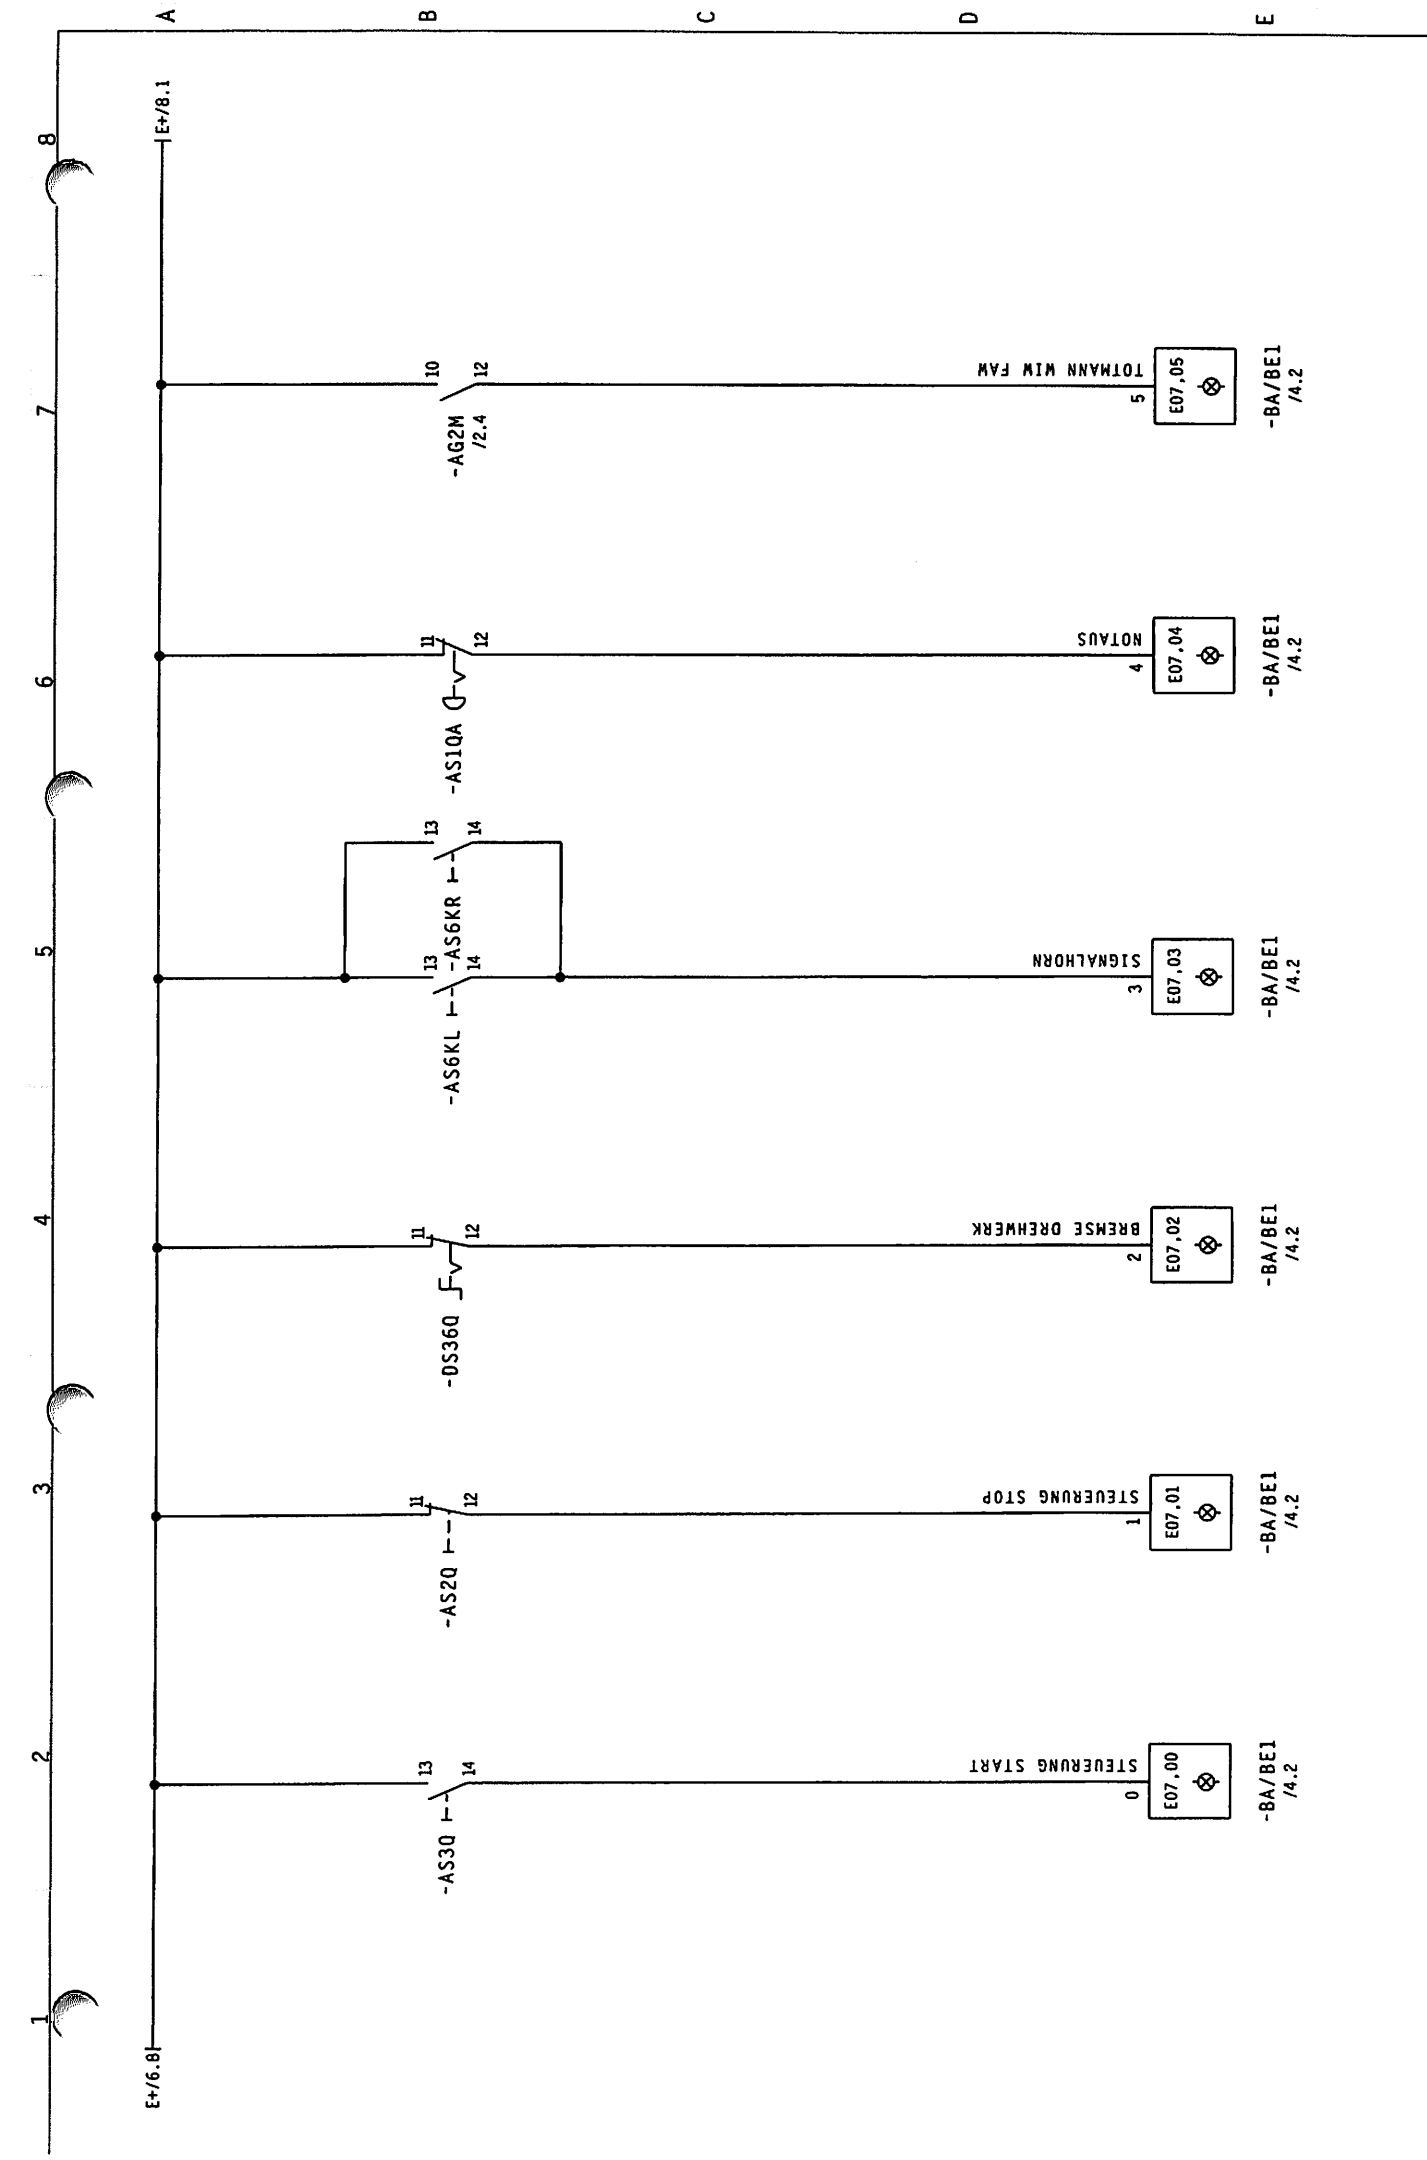 1
2
3
4
5
6
7
8
A
B
C
D
E
E+/6.8
E+/8.1
-AS3Q
13
14
STEUERUNG START
0
E07,00
-BA/BE1
/4.2
-AS2Q
11
12
STEUERUNG STOP
1
E07,01
-BA/BE1
/4.2
-DS36Q
11
12
BREMSE DREHWERK
2
E07,02
-BA/BE1
/4.2
-AS6KL
13
14
-AS6KR
13
14
SIGNALHORN
3
E07,03
-BA/BE1
/4.2
-AS1QA
11
12
NOTAUS
4
E07,04
-BA/BE1
/4.2
-AG2M
/2.4
10
12
TOTMANN WIW FAW
5
E07,05
-BA/BE1
/4.2